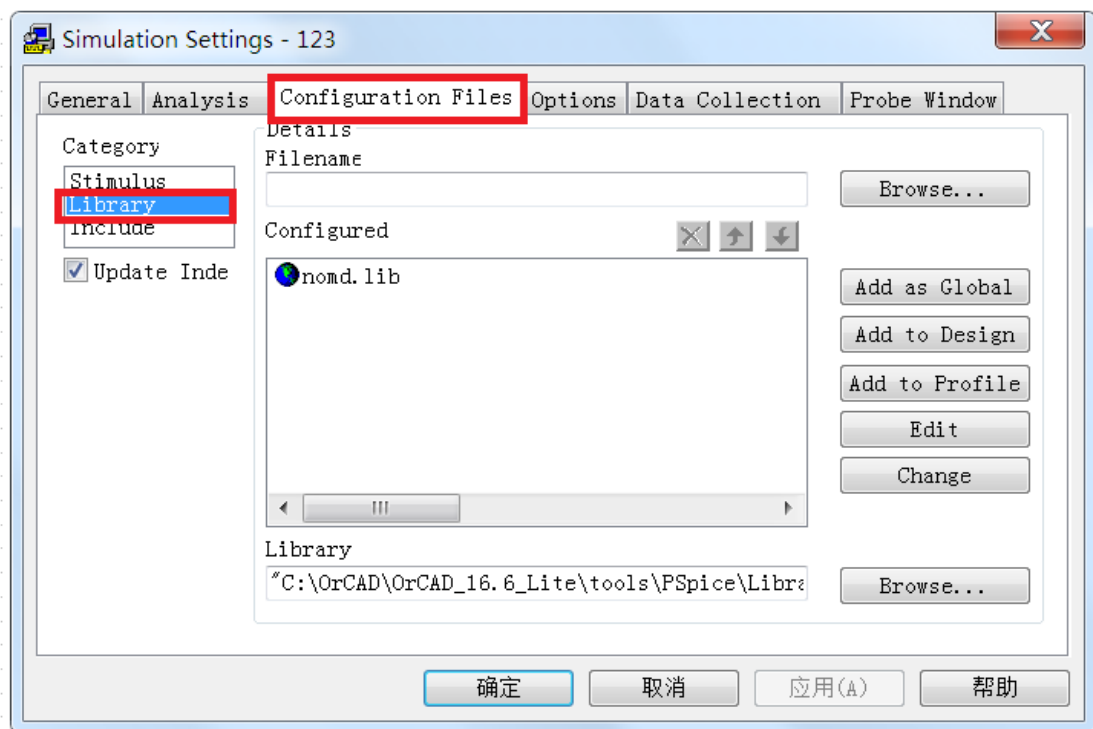 Simulation Settings - 123
General Analysis Configuration Files Options Data Collection Probe Window
Category
Stimulus
Library
Include
Update Inde
Details
Filename
Browse...
Configured
nomd.lib
Add as Global
Add to Design
Add to Profile
Edit
Change
Library
"C:\OrCAD\OrCAD_16.6_Lite\tools\PSpice\Libra
Browse...
确定 取消 应用(A) 帮助